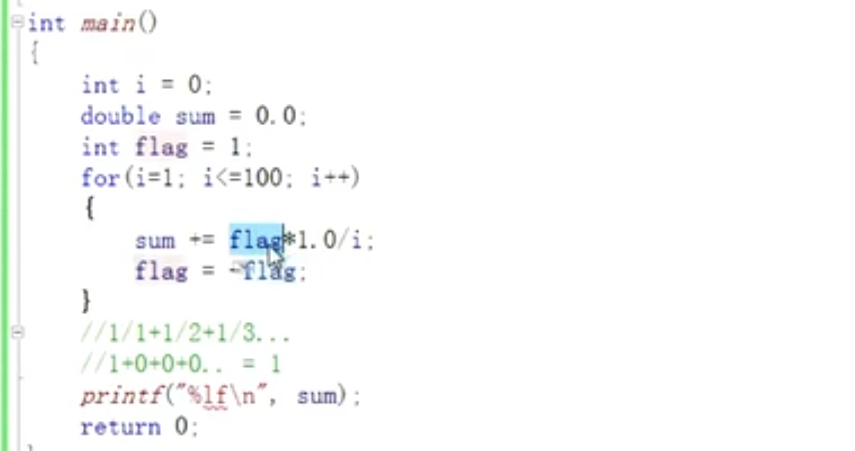 int main()
{
int i = 0;
double sum = 0.0;
int flag = 1;
for(i=1; i<=100; i++)
{
sum += flag*1.0/i;
flag = -flag;
}
//1/1+1/2+1/3...
//1+0+0+0.. = 1
printf("%lf\n", sum);
return 0;